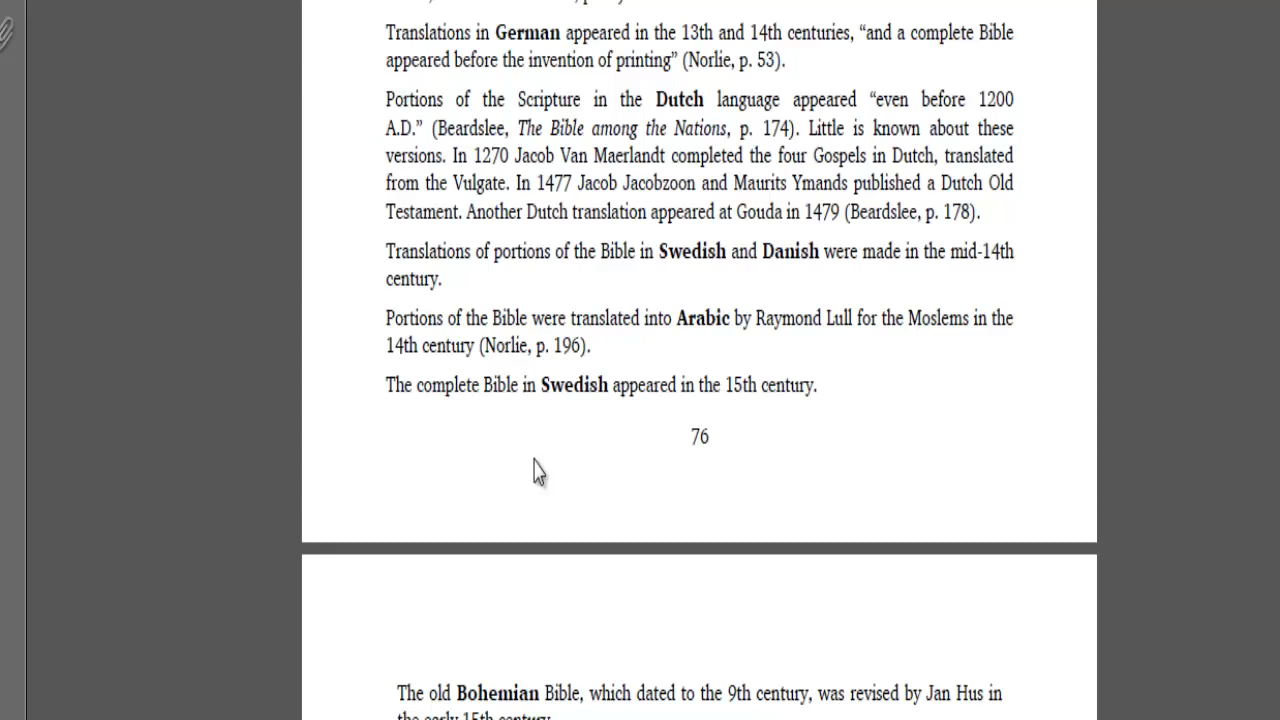 Translations in German appeared in the 13th and 14th centuries, “and a complete Bible
appeared before the invention of printing” (Norlie, p. 53).
Portions of the Scripture in the Dutch language appeared “even before 1200
A.D.” (Beardslee, The Bible among the Nations, p. 174). Little is known about these
versions. In 1270 Jacob Van Maerlandt completed the four Gospels in Dutch, translated
from the Vulgate. In 1477 Jacob Jacobzoon and Maurits Ymands published a Dutch Old
Testament. Another Dutch translation appeared at Gouda in 1479 (Beardslee, p. 178).
Translations of portions of the Bible in Swedish and Danish were made in the mid-14th
century.
Portions of the Bible were translated into Arabic by Raymond Lull for the Moslems in the
14th century (Norlie, p. 196).
The complete Bible in Swedish appeared in the 15th century.
76
The old Bohemian Bible, which dated to the 9th century, was revised by Jan Hus in
the early 15th century.